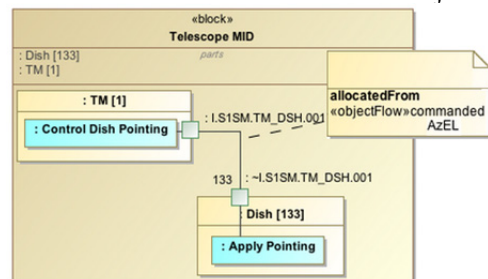 «block»
Telescope MID
parts
: Dish [133]
: TM [1]
: TM [1]
: Control Dish Pointing
: I.S1SM.TM_DSH.001
allocatedFrom
«objectFlow»commanded
AzEL
133
: ~I.S1SM.TM_DSH.001
: Dish [133]
: Apply Pointing